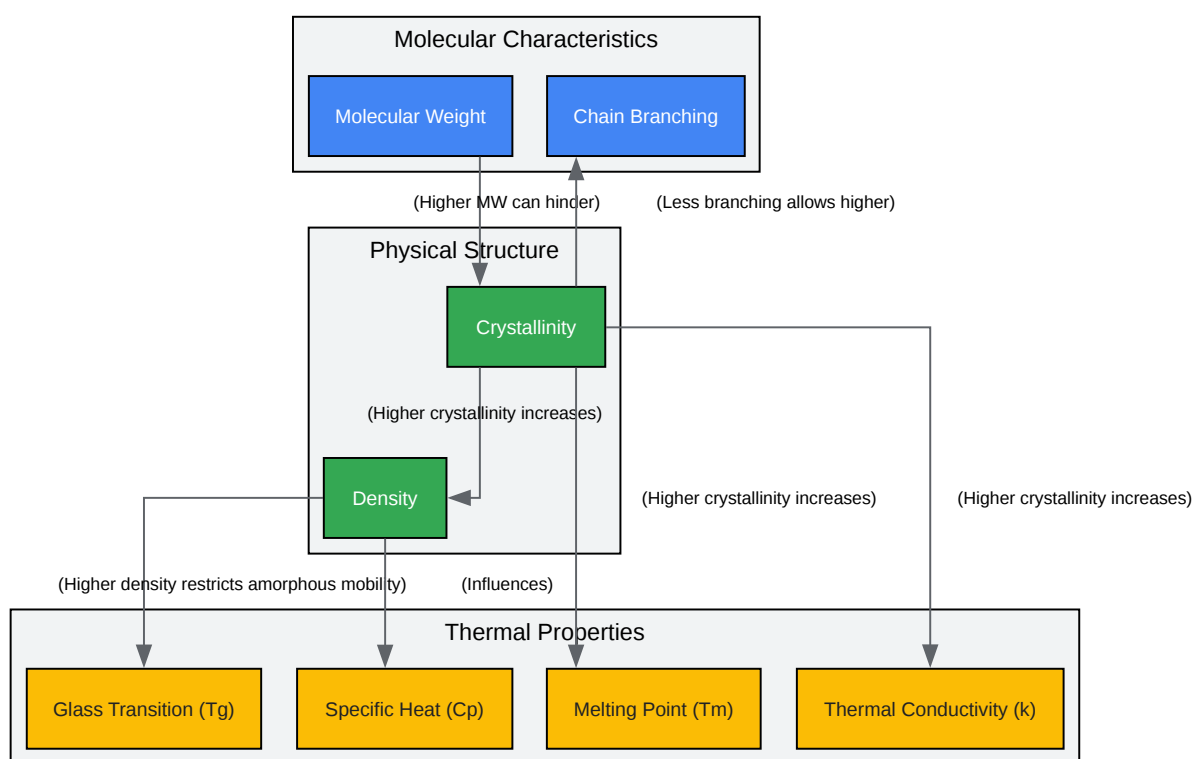 Molecular Characteristics
Molecular Weight
Chain Branching
(Higher MW can hinder)
(Less branching allows higher)
Physical Structure
Crystallinity
(Higher crystallinity increases)
Density
(Higher crystallinity increases)
(Higher crystallinity increases)
(Higher density restricts amorphous mobility)
(Influences)
Thermal Properties
Glass Transition (Tg)
Specific Heat (Cp)
Melting Point (Tm)
Thermal Conductivity (k)